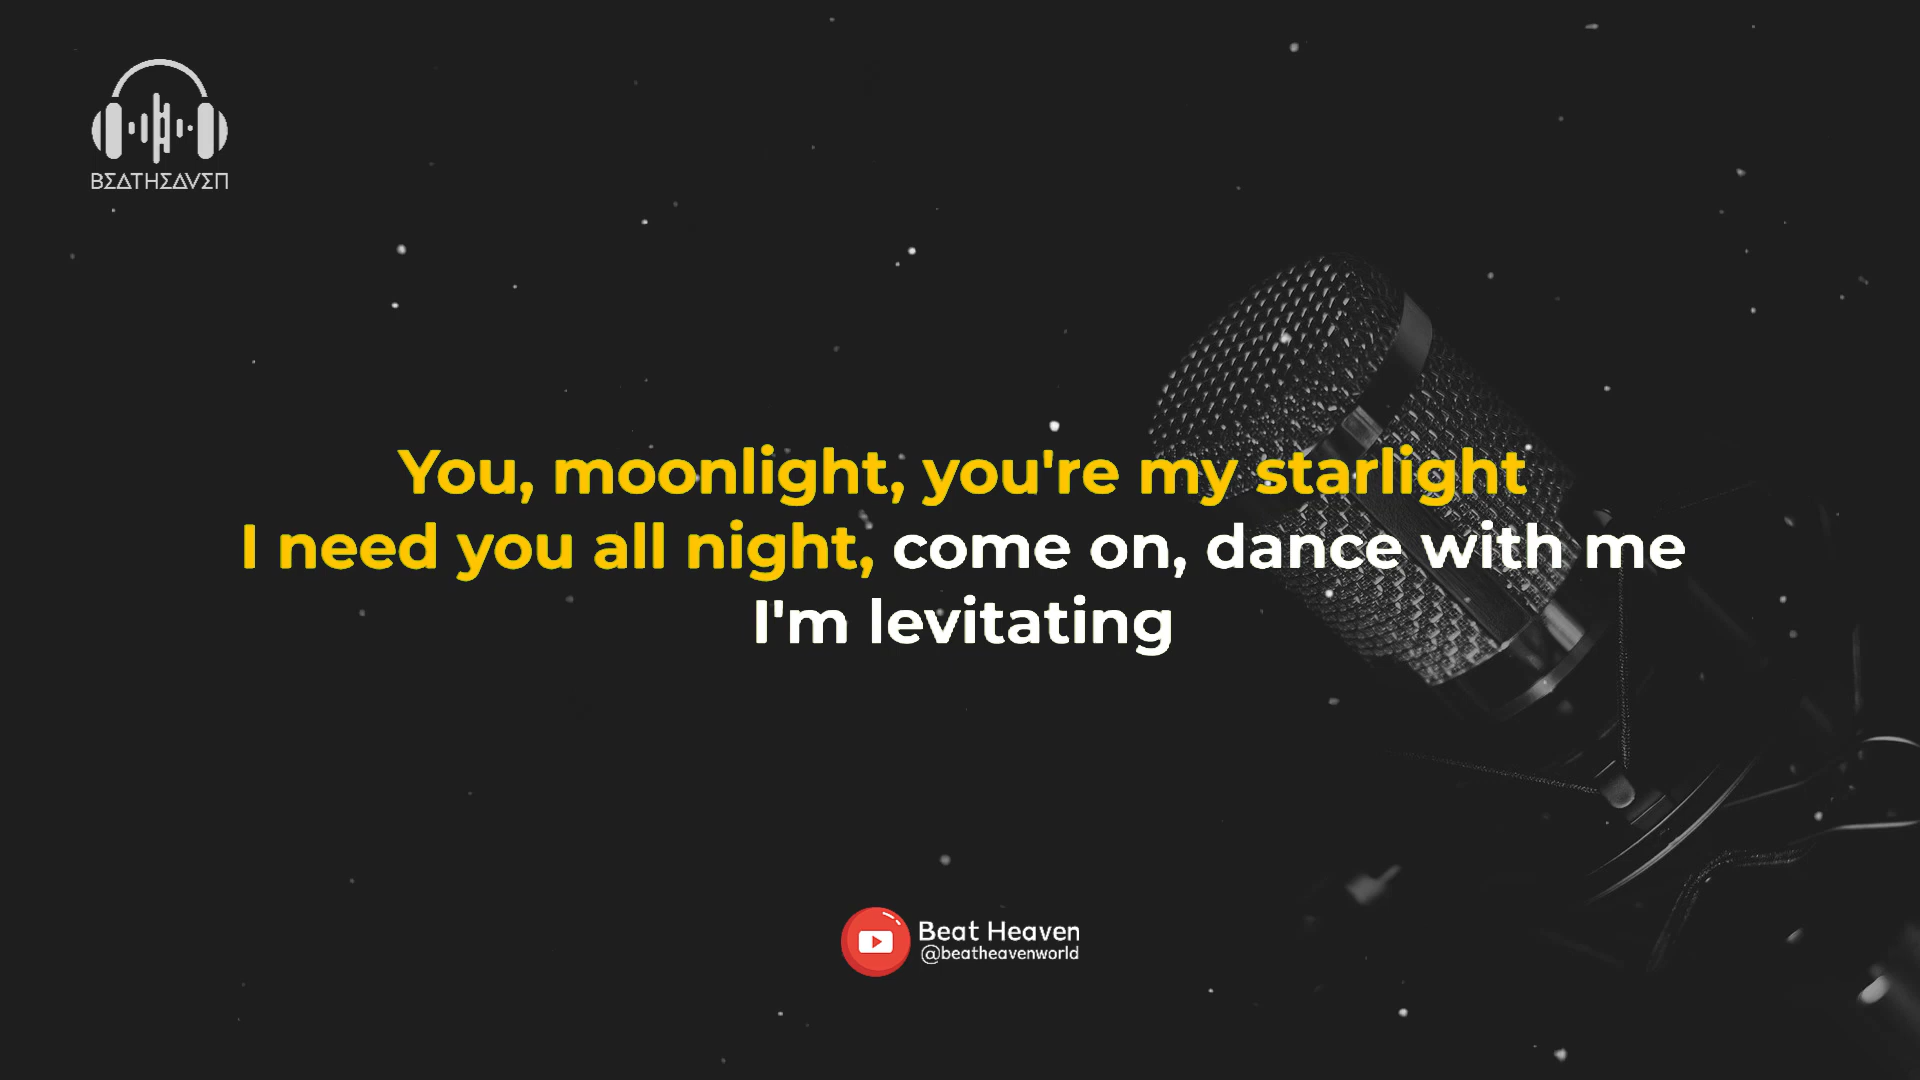 BΣΔTHΣΔVΣΠ
You, moonlight, you're my starlight
I need you all night, come on, dance with me
I'm levitating
Beat Heaven
@beatheavenworld